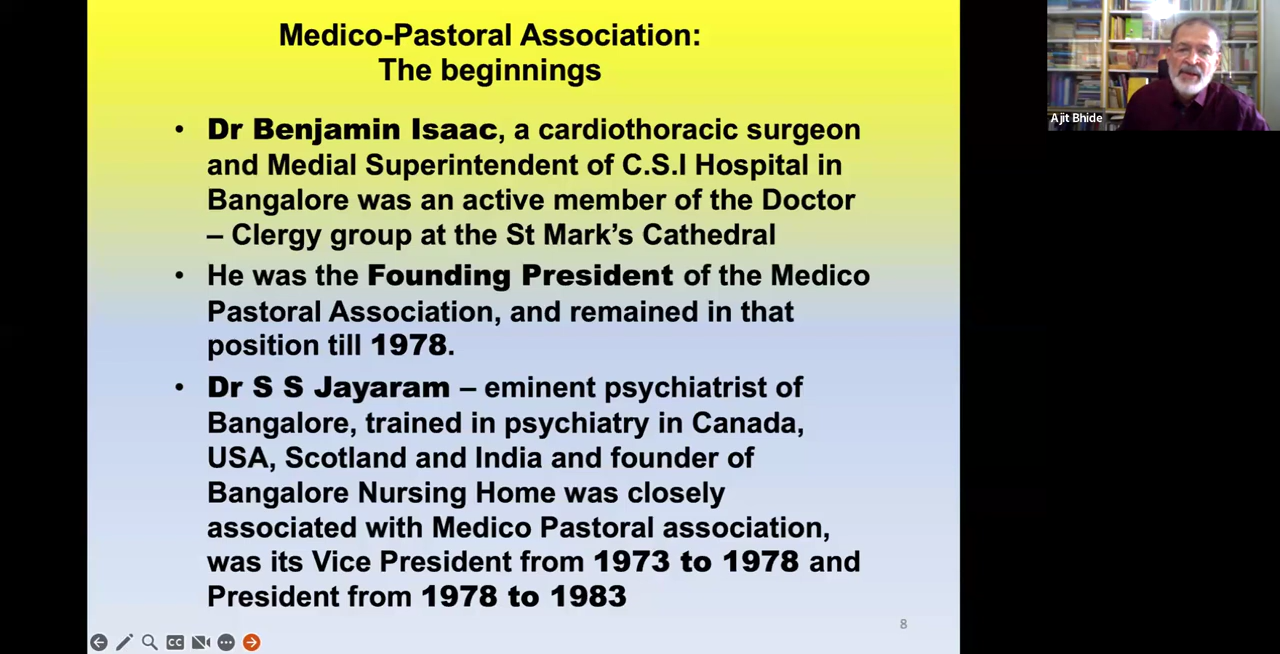 Medico-Pastoral Association:
The beginnings
• Dr Benjamin Isaac, a cardiothoracic surgeon
and Medial Superintendent of C.S.I Hospital in
Bangalore was an active member of the Doctor
– Clergy group at the St Mark’s Cathedral
• He was the Founding President of the Medico
Pastoral Association, and remained in that
position till 1978.
• Dr S S Jayaram – eminent psychiatrist of
Bangalore, trained in psychiatry in Canada,
USA, Scotland and India and founder of
Bangalore Nursing Home was closely
associated with Medico Pastoral association,
was its Vice President from 1973 to 1978 and
President from 1978 to 1983
8
CC
Ajit Bhide